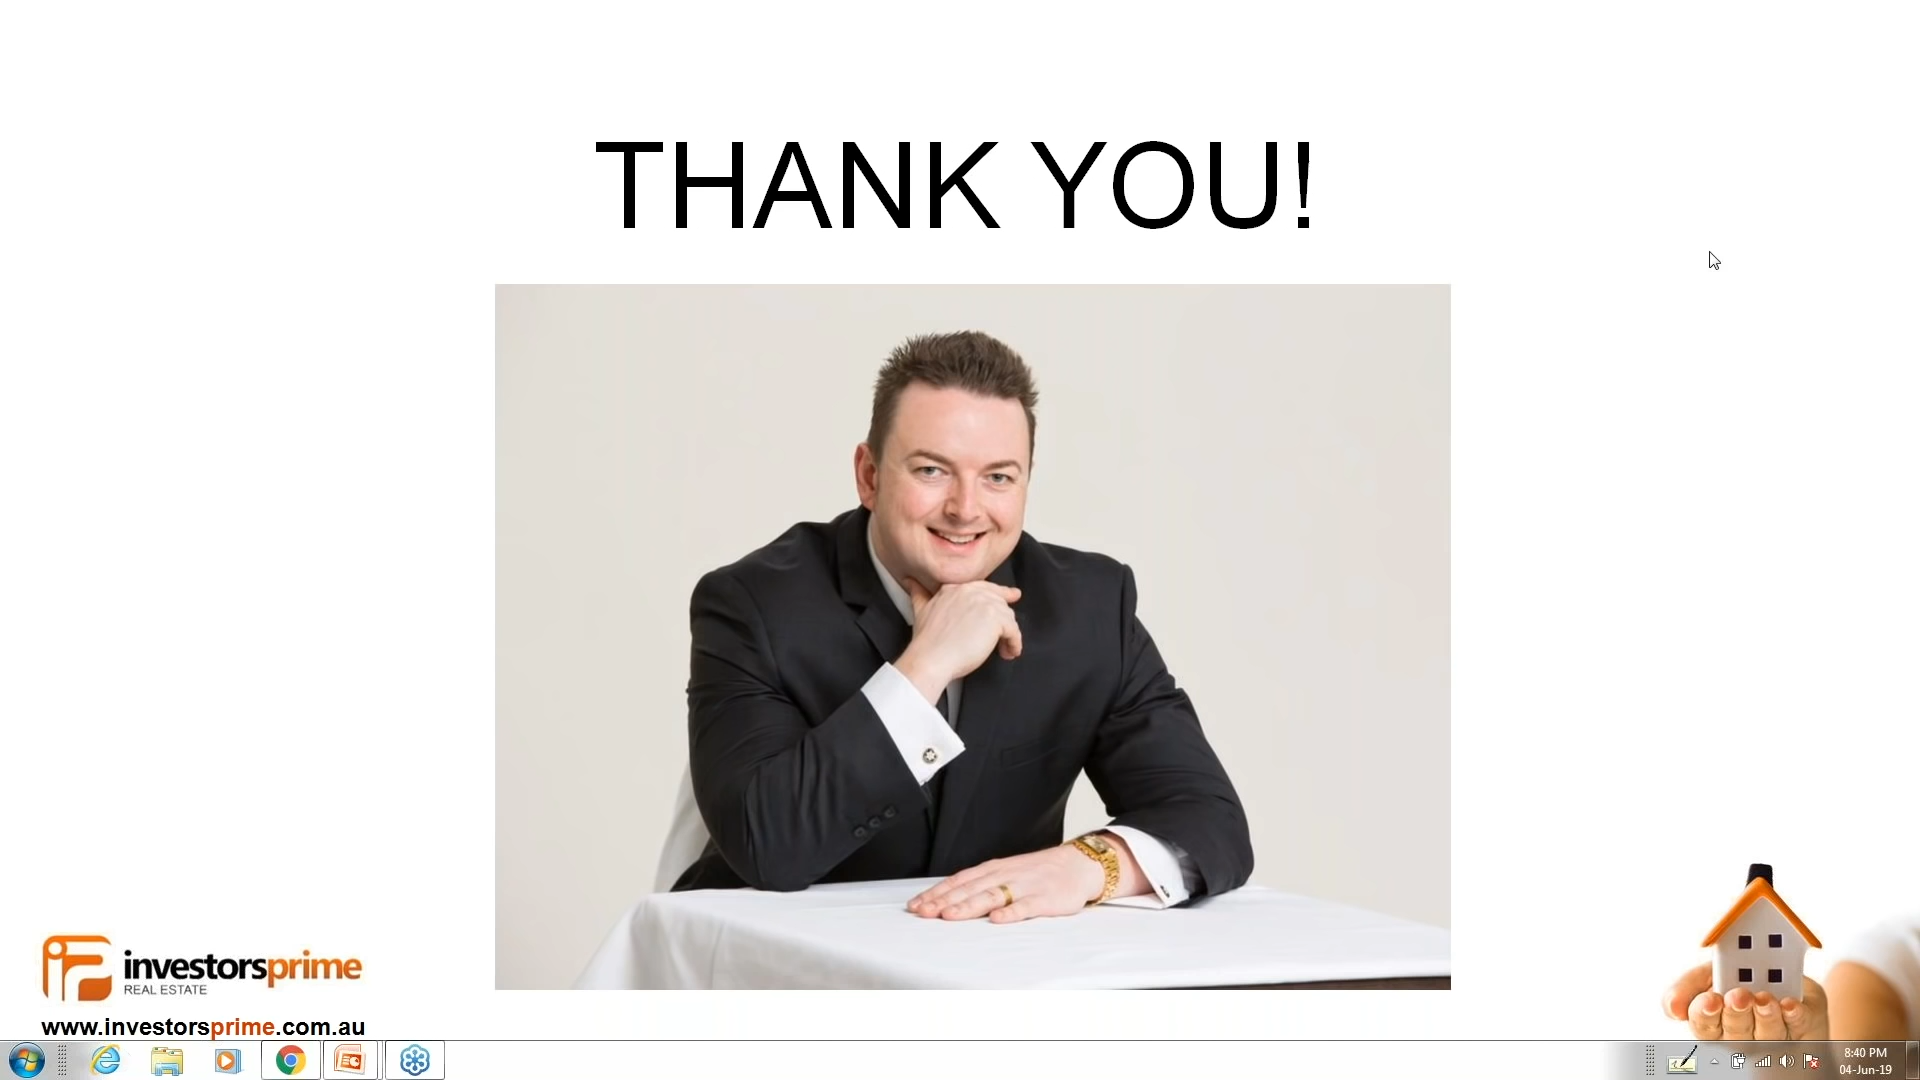 THANK YOU!
investorsprime
REAL ESTATE
www.investorsprime.com.au
8:40 PM
04-Jun-19